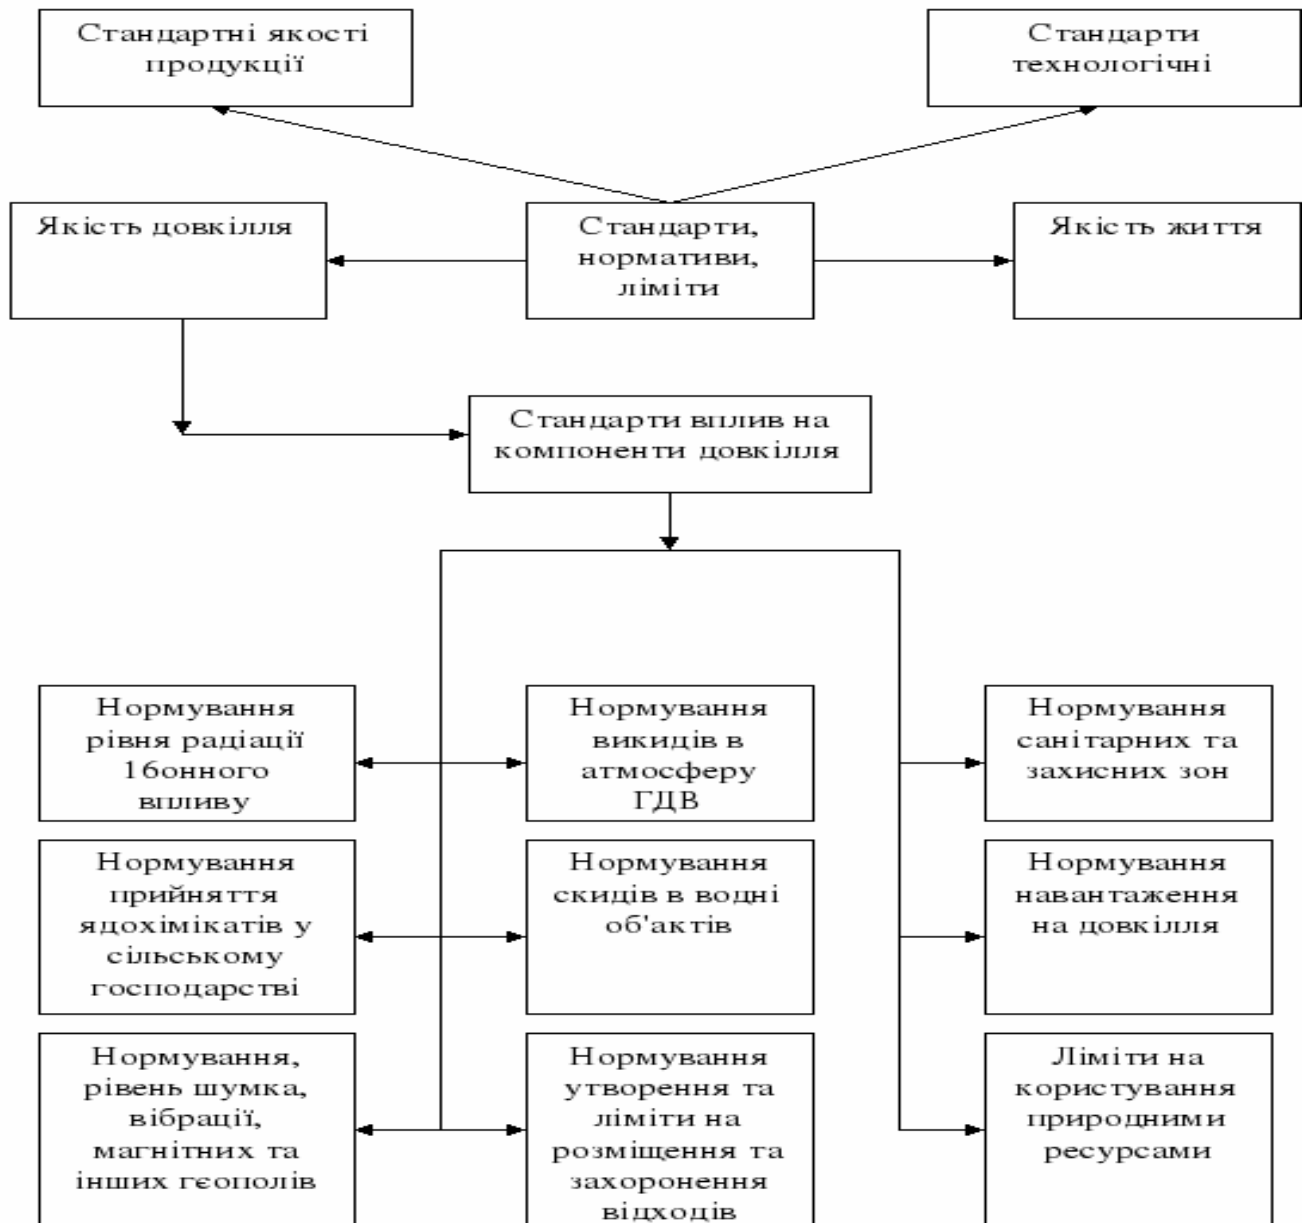 Стандартні якості
продукції
Стандарти
технологічні
Якість довкілля
Стандарти,
нормативи,
ліміти
Якість життя
Стандарти вплив на
компоненти довкілля
Нормування
рівня радіації
1бонного
впливу
Нормування
викидів в
атмосферу
ГДВ
Нормування
санітарних та
захисних зон
Нормування
прийняття
ядохімікатів у
сільському
господарстві
Нормування
скидів в водні
об'актів
Нормування
навантаження
на довкілля
Нормування,
рівень шумка,
вібрації,
магнітних та
інших геополів
Нормування
утворення та
ліміти на
розміщення та
захоронення
відходів
Ліміти на
користування
природними
ресурсами